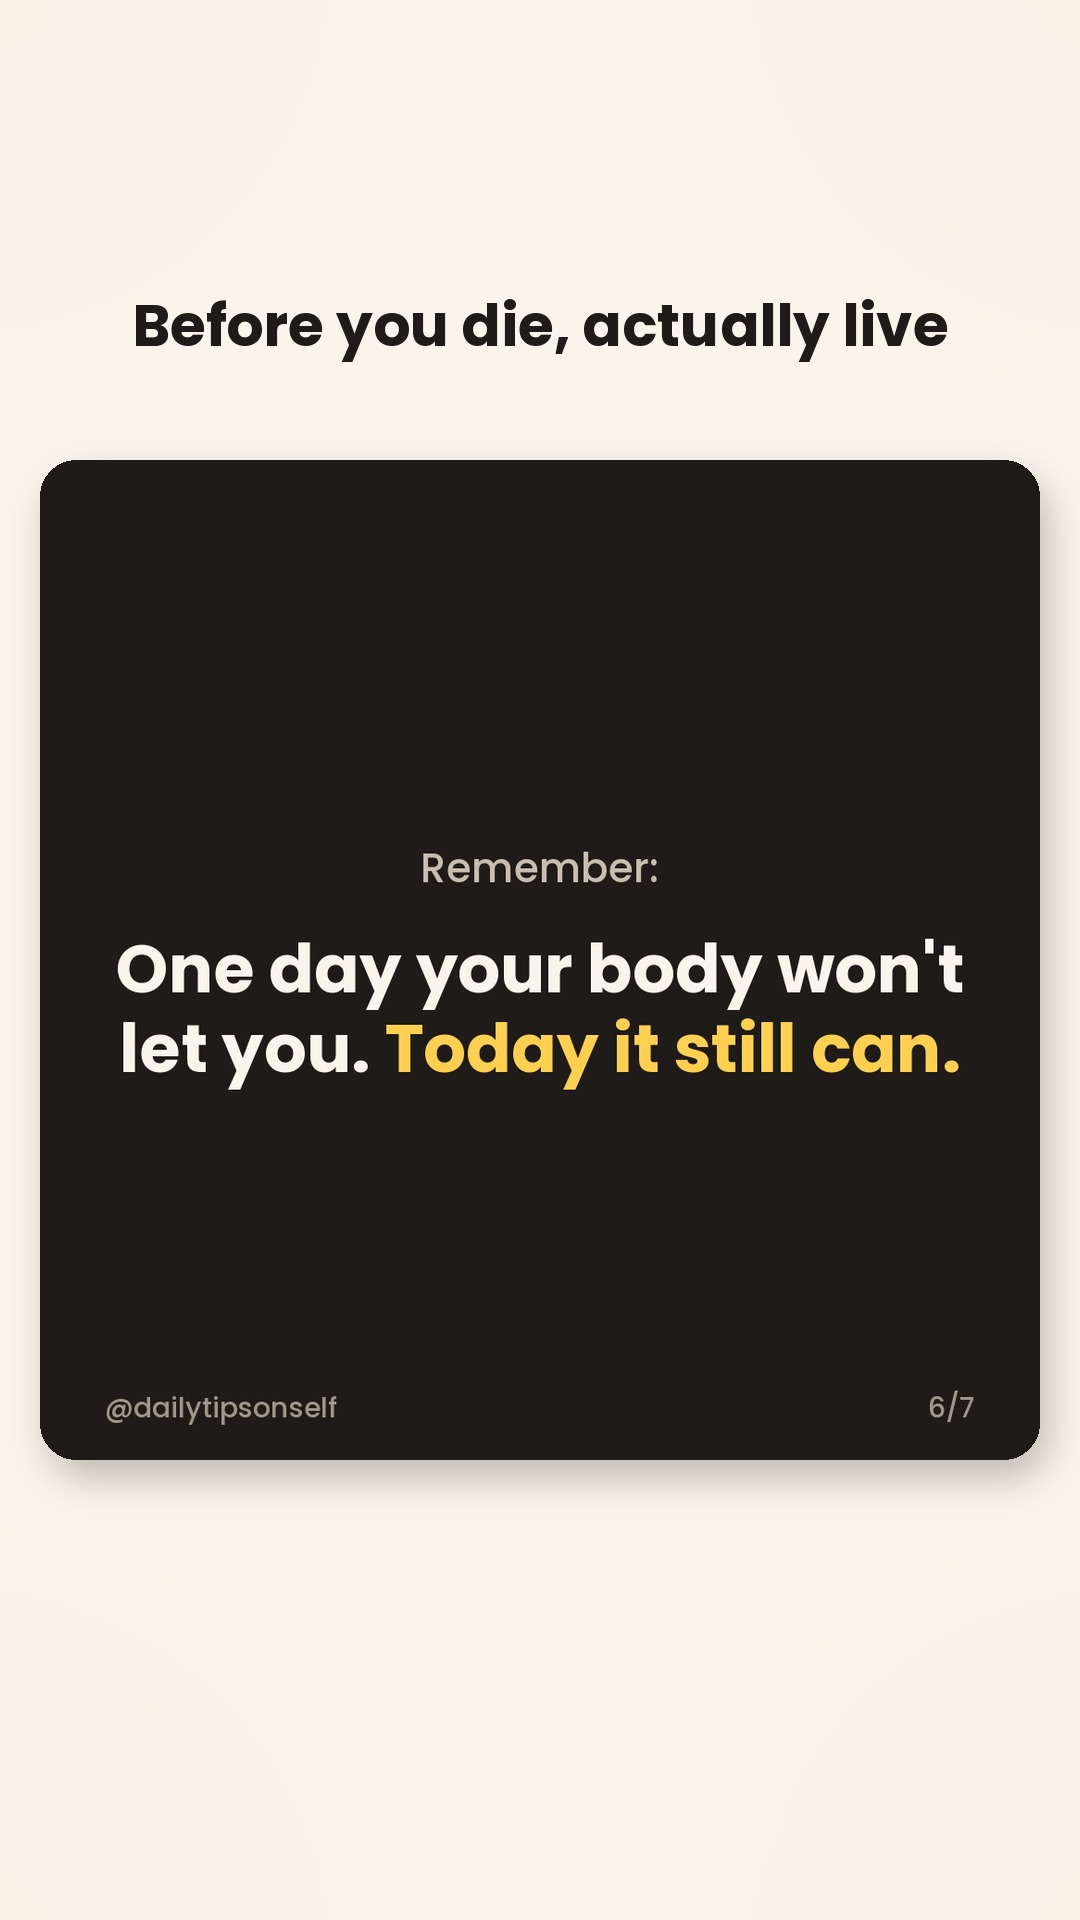 Before you die, actually live
Remember:
One day your body won't
let you. Today it still can.
@dailytipsonself
6/7